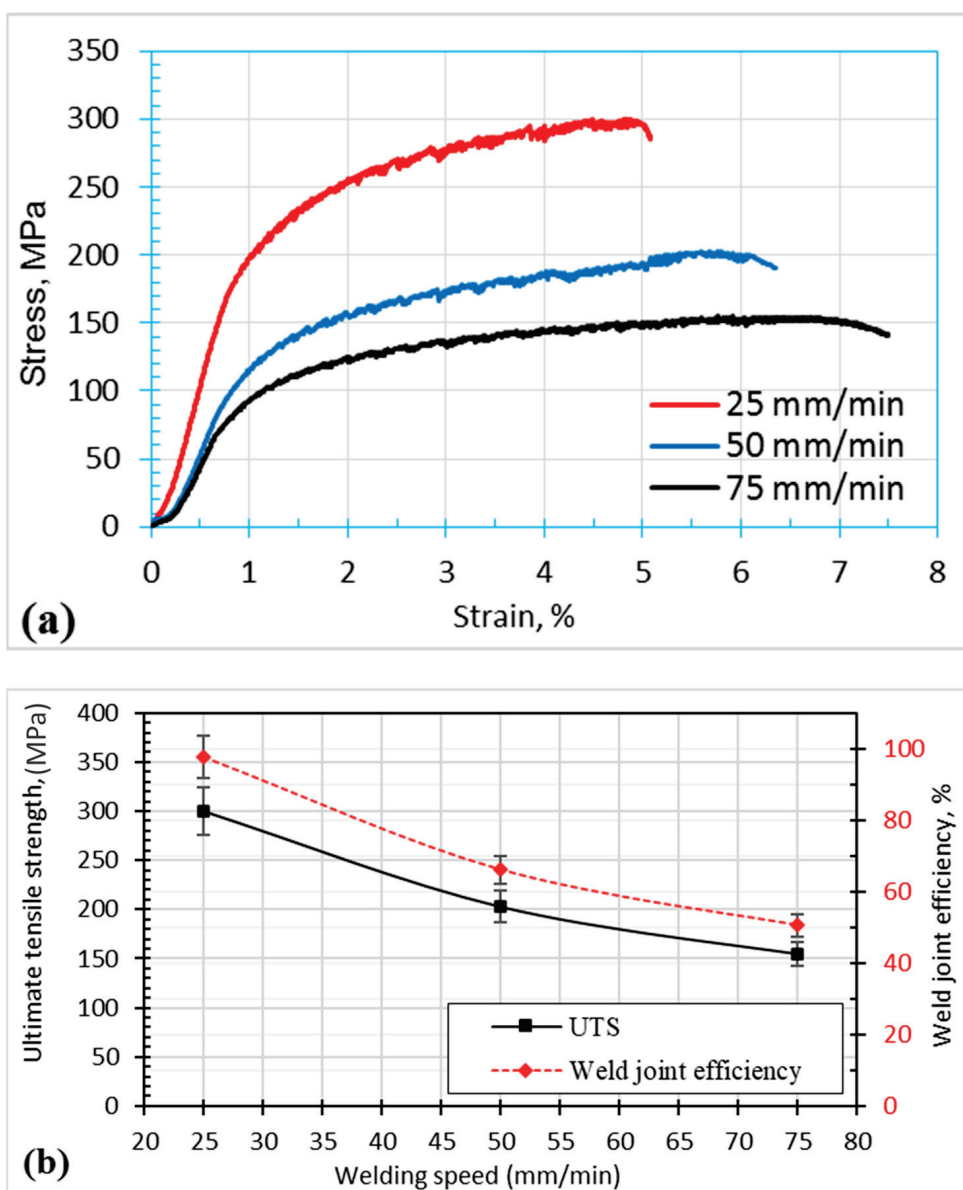 350
300
250
200
150
100
50
0
Stress, MPa
0 1 2 3 4 5 6 7 8
Strain, %
25 mm/min
50 mm/min
75 mm/min
(a)
400
350
300
250
200
150
100
50
0
Ultimate tensile strength,(MPa)
100
80
60
40
20
0
Weld joint efficiency, %
UTS
Weld joint efficiency
20 25 30 35 40 45 50 55 60 65 70 75 80
Welding speed (mm/min)
(b)